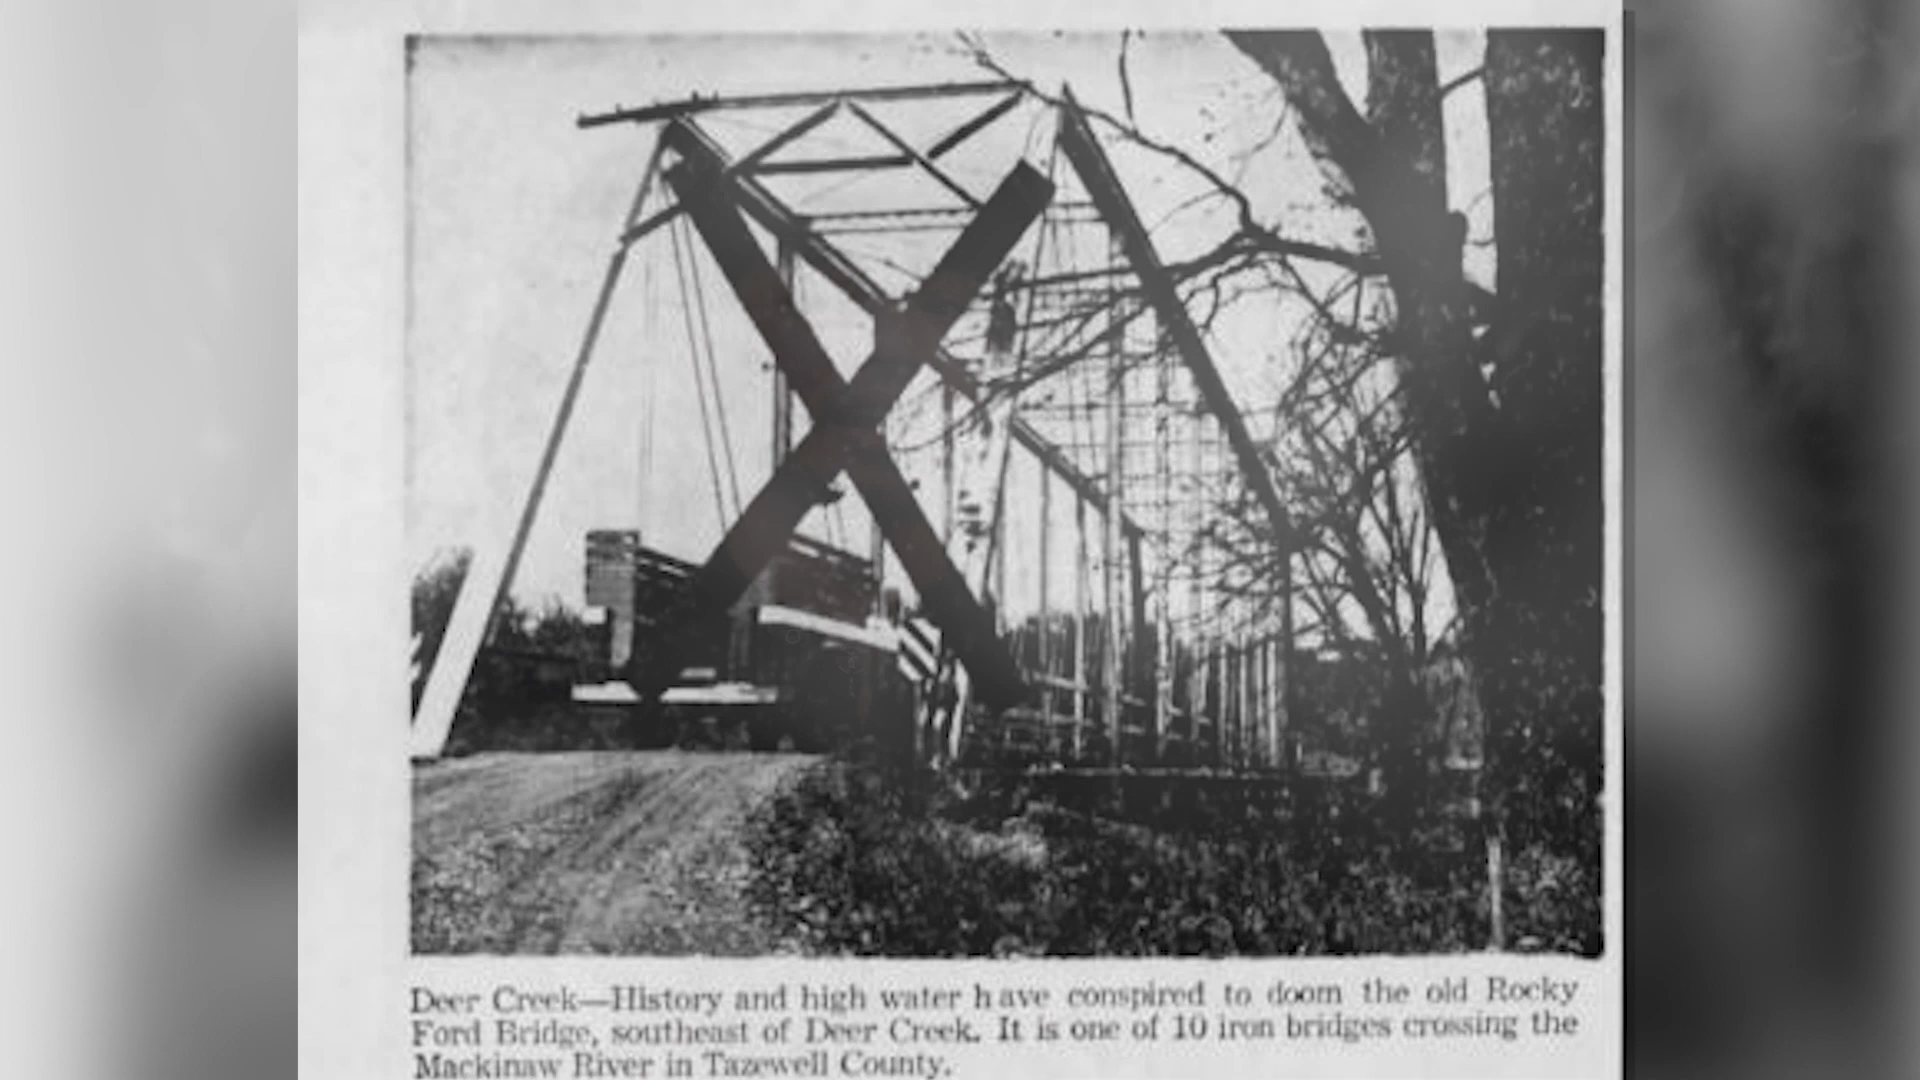 Deer Creek—History and high water have conspired to doom the old Rocky
Ford Bridge, southeast of Deer Creek. It is one of 10 iron bridges crossing the
Mackinaw River in Tazewell County.